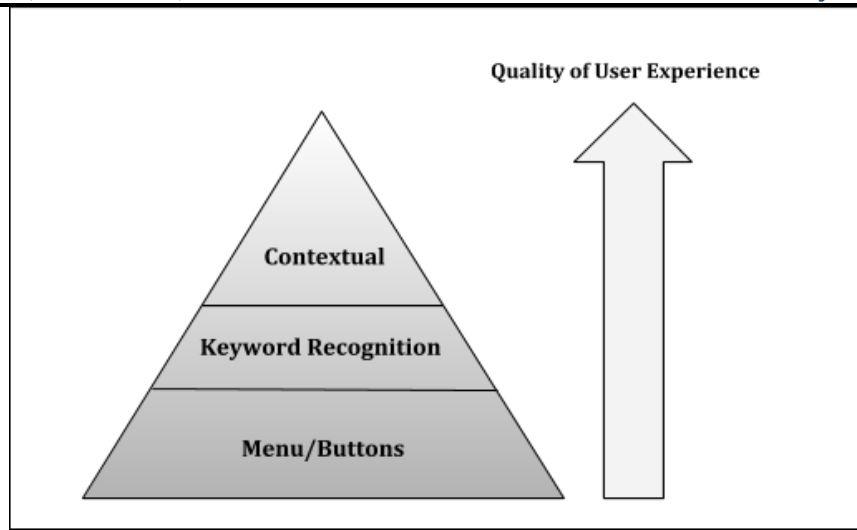 Quality of User Experience
Contextual
Keyword Recognition
Menu/Buttons